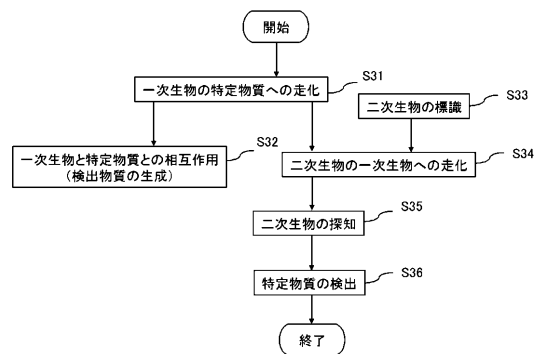 開始
一次生物の特定物質への走化
S31
二次生物の標識
S33
一次生物と特定物質との相互作用
(検出物質の生成)
S32
二次生物の一次生物への走化
S34
二次生物の探知
S35
特定物質の検出
S36
終了